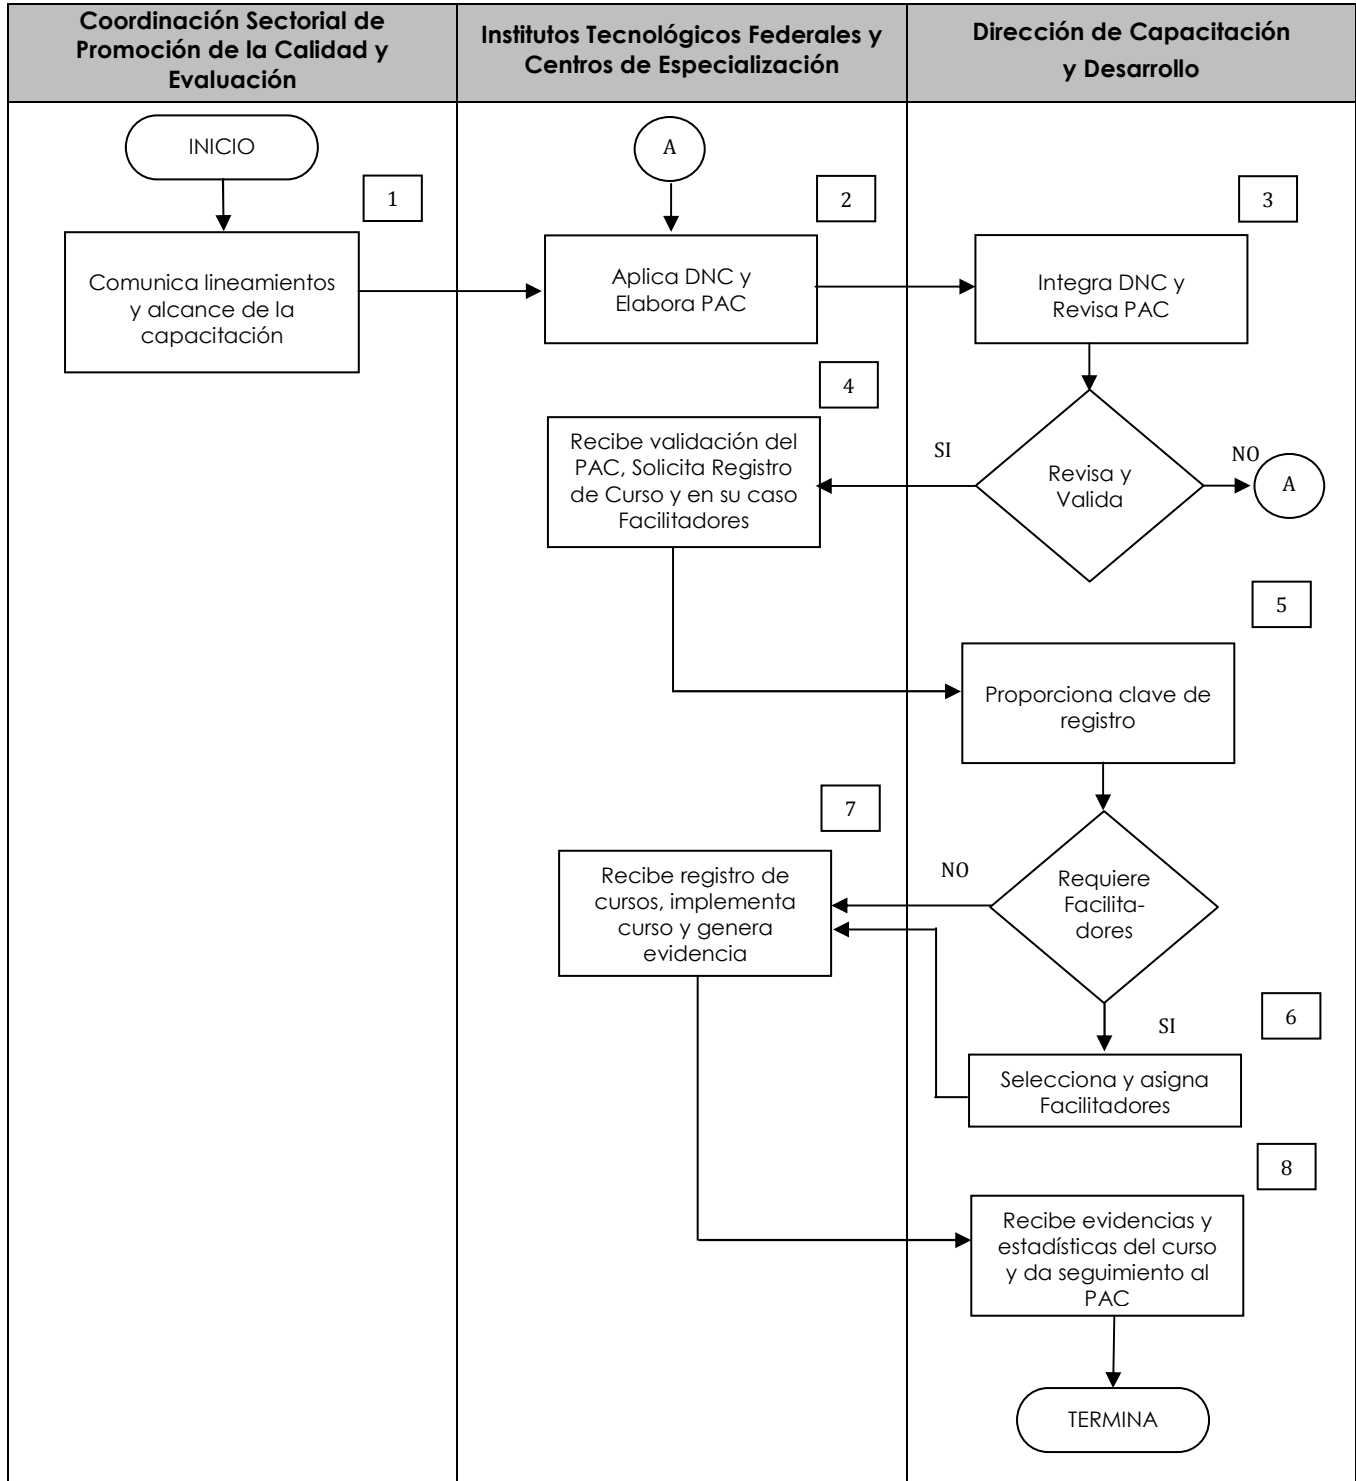 Coordinación Sectorial de
Promoción de la Calidad y
Evaluación
Institutos Tecnológicos Federales y
Centros de Especialización
Dirección de Capacitación
y Desarrollo
INICIO
1
Comunica lineamientos
y alcance de la
capacitación
A
2
Aplica DNC y
Elabora PAC
3
Integra DNC y
Revisa PAC
4
Recibe validación del
PAC, Solicita Registro
de Curso y en su caso
Facilitadores
SI
Revisa y
Valida
NO
A
5
Proporciona clave de
registro
7
Recibe registro de
cursos, implementa
curso y genera
evidencia
NO
Requiere
Facilita-
dores
SI
6
Selecciona y asigna
Facilitadores
8
Recibe evidencias y
estadísticas del curso
y da seguimiento al
PAC
TERMINA